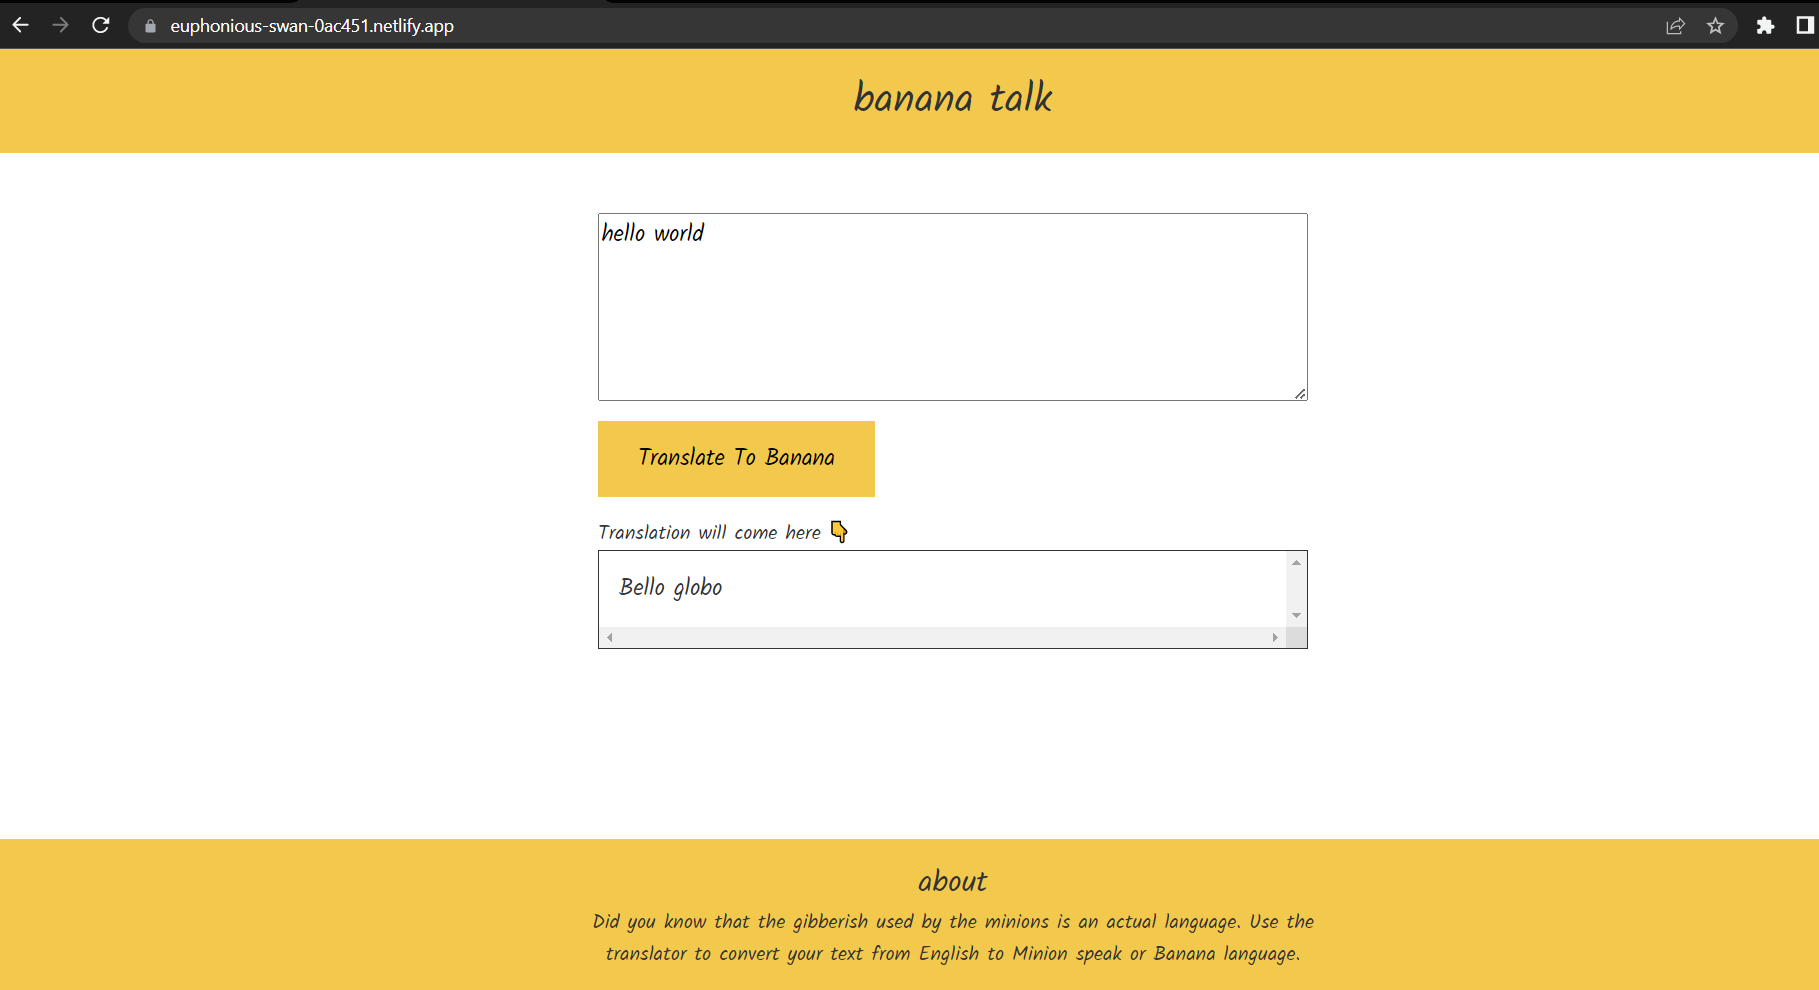 euphonious-swan-0ac451.netlify.app
banana talk
hello world
Translate To Banana
Translation will come here 👇
Bello globo
about
Did you know that the gibberish used by the minions is an actual language. Use the
translator to convert your text from English to Minion speak or Banana language.